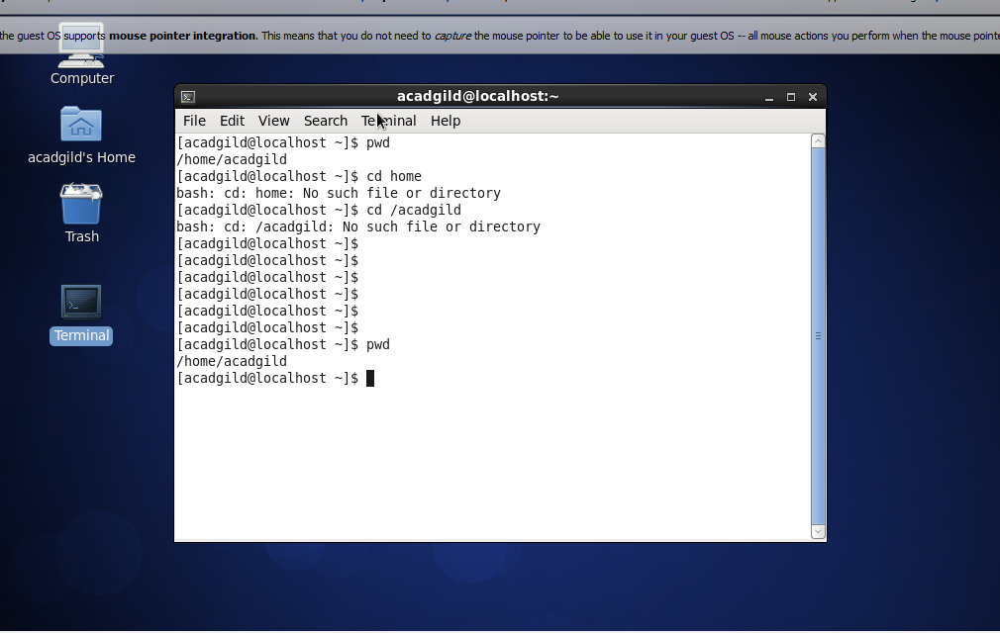 the guest OS supports mouse pointer integration. This means that you do not need to capture the mouse pointer to be able to use it in your guest OS -- all mouse actions you perform when the mouse
Computer
acadgild's Home
Trash
Terminal
acadgild@localhost:~
File Edit View Search Terminal Help
[acadgild@localhost ~]$ pwd
/home/acadgild
[acadgild@localhost ~]$ cd home
bash: cd: home: No such file or directory
[acadgild@localhost ~]$ cd /acadgild
bash: cd: /acadgild: No such file or directory
[acadgild@localhost ~]$
[acadgild@localhost ~]$
[acadgild@localhost ~]$
[acadgild@localhost ~]$
[acadgild@localhost ~]$
[acadgild@localhost ~]$
[acadgild@localhost ~]$ pwd
/home/acadgild
[acadgild@localhost ~]$